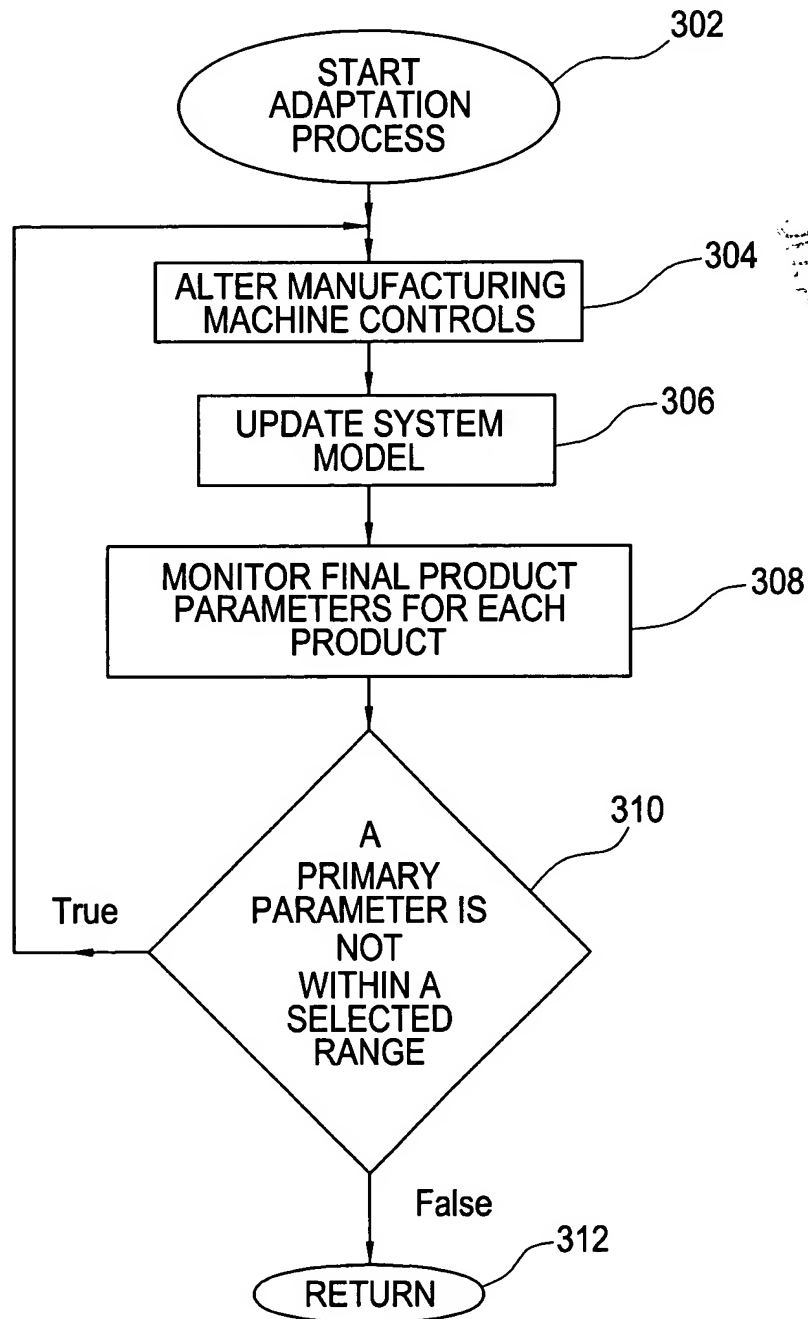 302
START
ADAPTATION
PROCESS
304
ALTER MANUFACTURING
MACHINE CONTROLS
306
UPDATE SYSTEM
MODEL
308
MONITOR FINAL PRODUCT
PARAMETERS FOR EACH
PRODUCT
310
A
PRIMARY
PARAMETER IS
NOT
WITHIN A
SELECTED
RANGE
True
False
312
RETURN